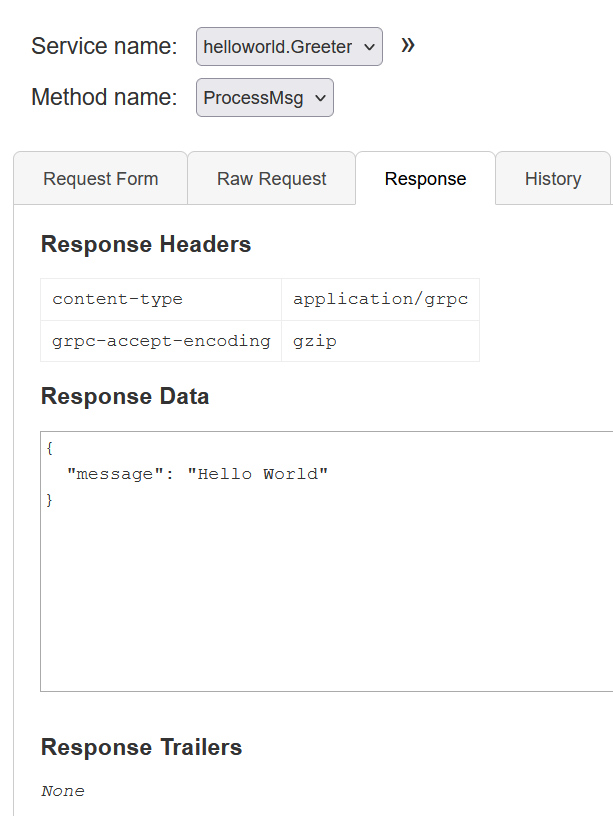 Service name: helloworld.Greeter »
Method name: ProcessMsg
Request Form Raw Request Response History
Response Headers
content-type application/grpc
grpc-accept-encoding gzip
Response Data
{
"message": "Hello World"
}
Response Trailers
None